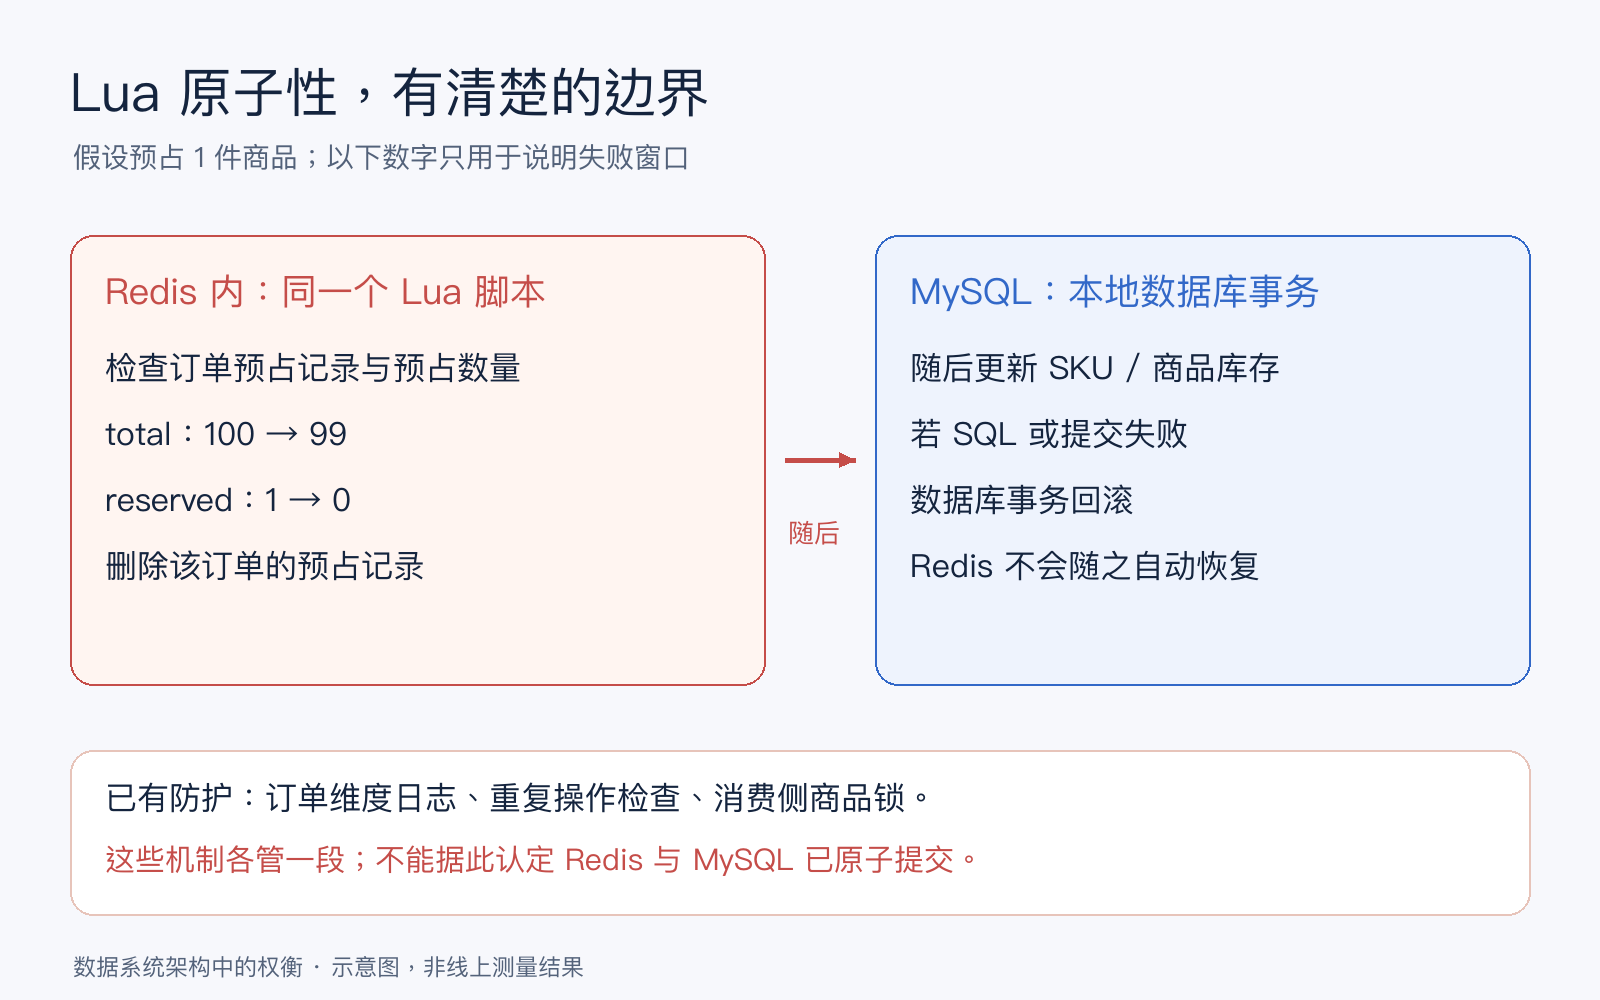 Lua 原子性，有清楚的边界
假设预占 1 件商品；以下数字只用于说明失败窗口
Redis 内：同一个 Lua 脚本
检查订单预占记录与预占数量
total：100 → 99
reserved：1 → 0
删除该订单的预占记录
随后
MySQL：本地数据库事务
随后更新 SKU / 商品库存
若 SQL 或提交失败
数据库事务回滚
Redis 不会随之自动恢复
已有防护：订单维度日志、重复操作检查、消费侧商品锁。
这些机制各管一段；不能据此认定 Redis 与 MySQL 已原子提交。
数据系统架构中的权衡 · 示意图，非线上测量结果